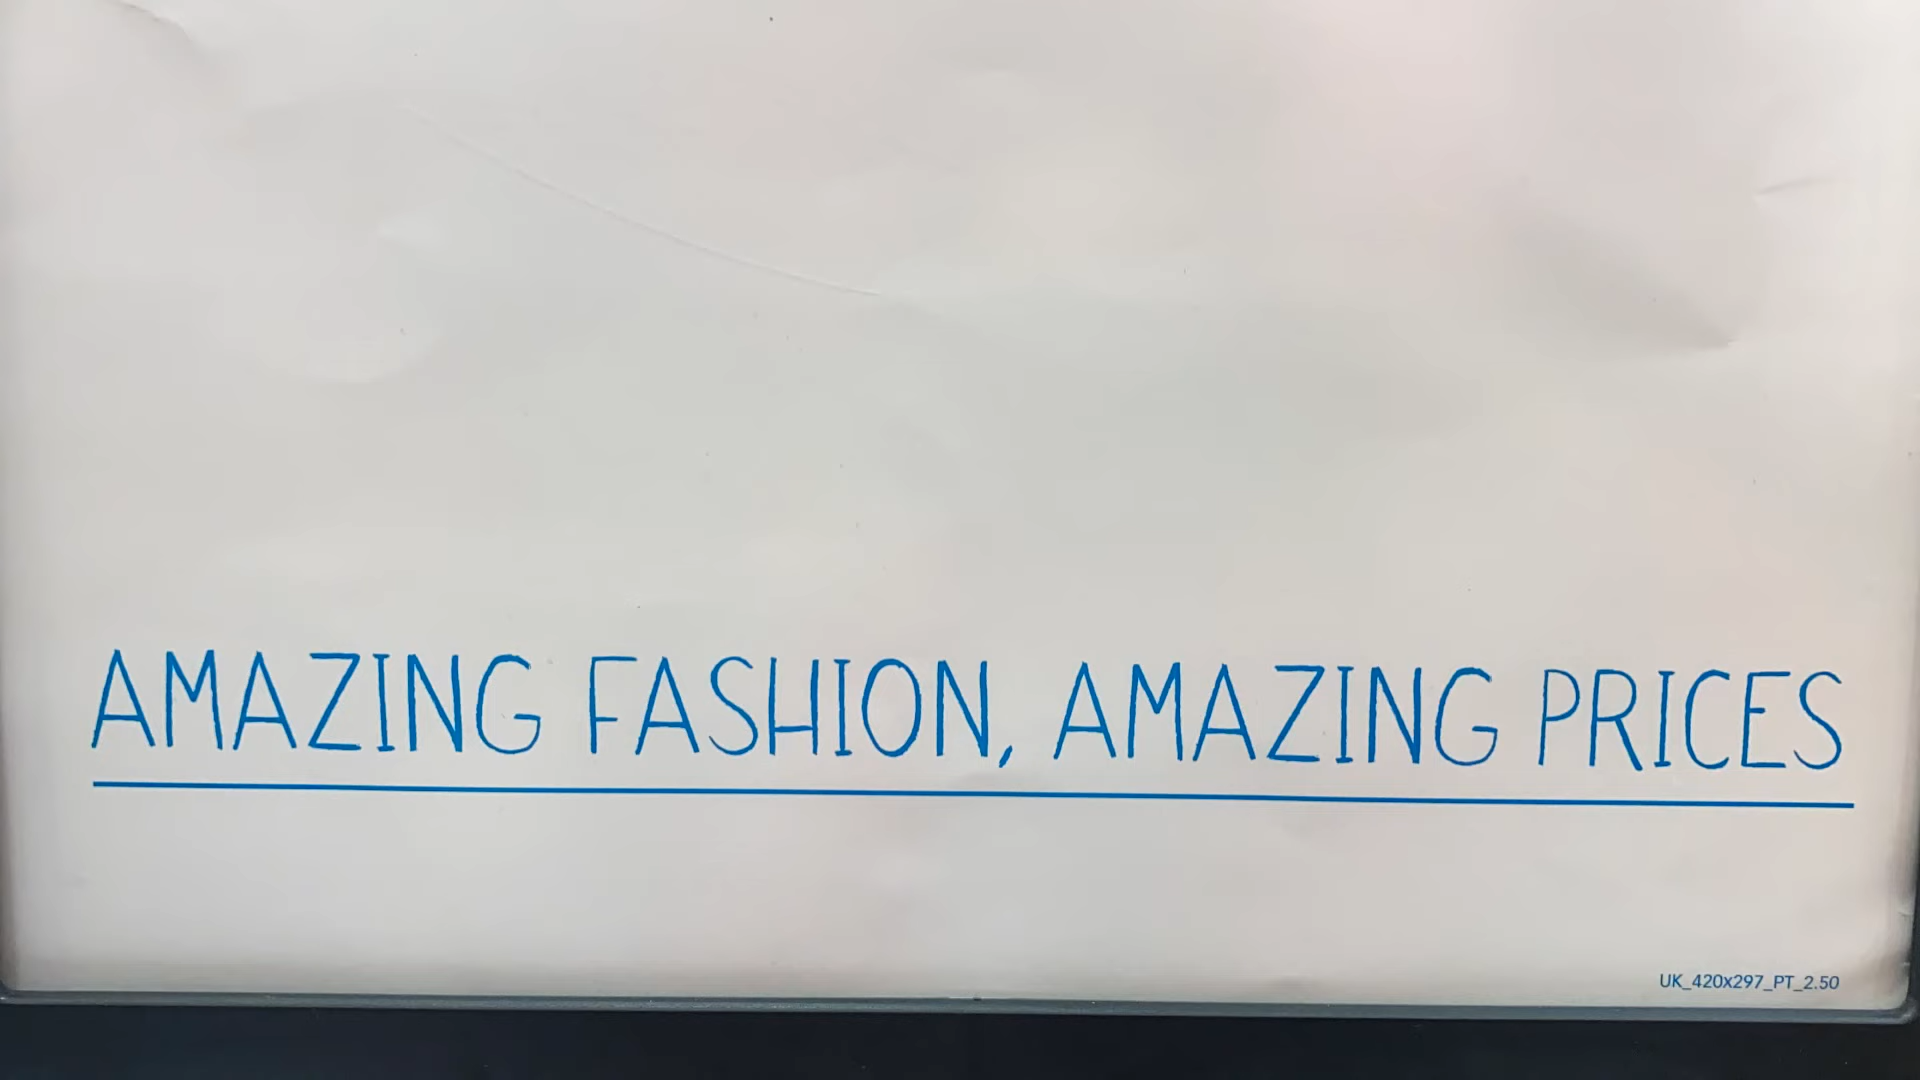 AMAZING FASHION, AMAZING PRICES
UK_420x297_PT_2.50